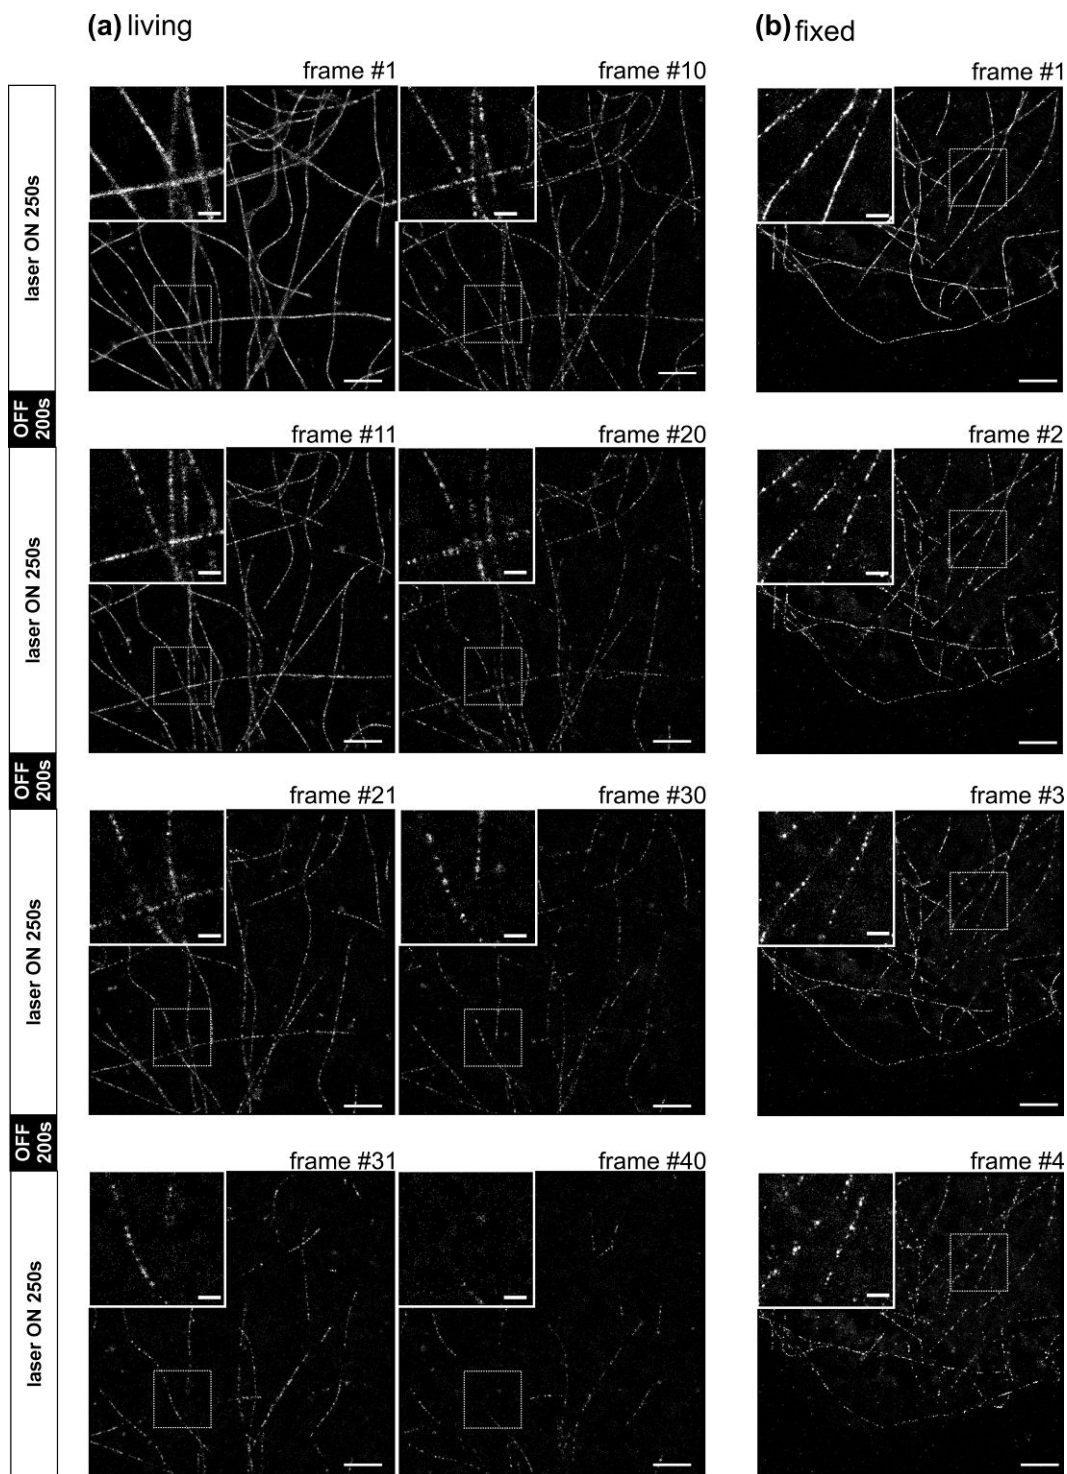 (a) living
(b) fixed
frame #1
frame #10
frame #1
laser ON 250s
OFF
200s
frame #11
frame #20
frame #2
laser ON 250s
OFF
200s
frame #21
frame #30
frame #3
laser ON 250s
OFF
200s
frame #31
frame #40
frame #4
laser ON 250s